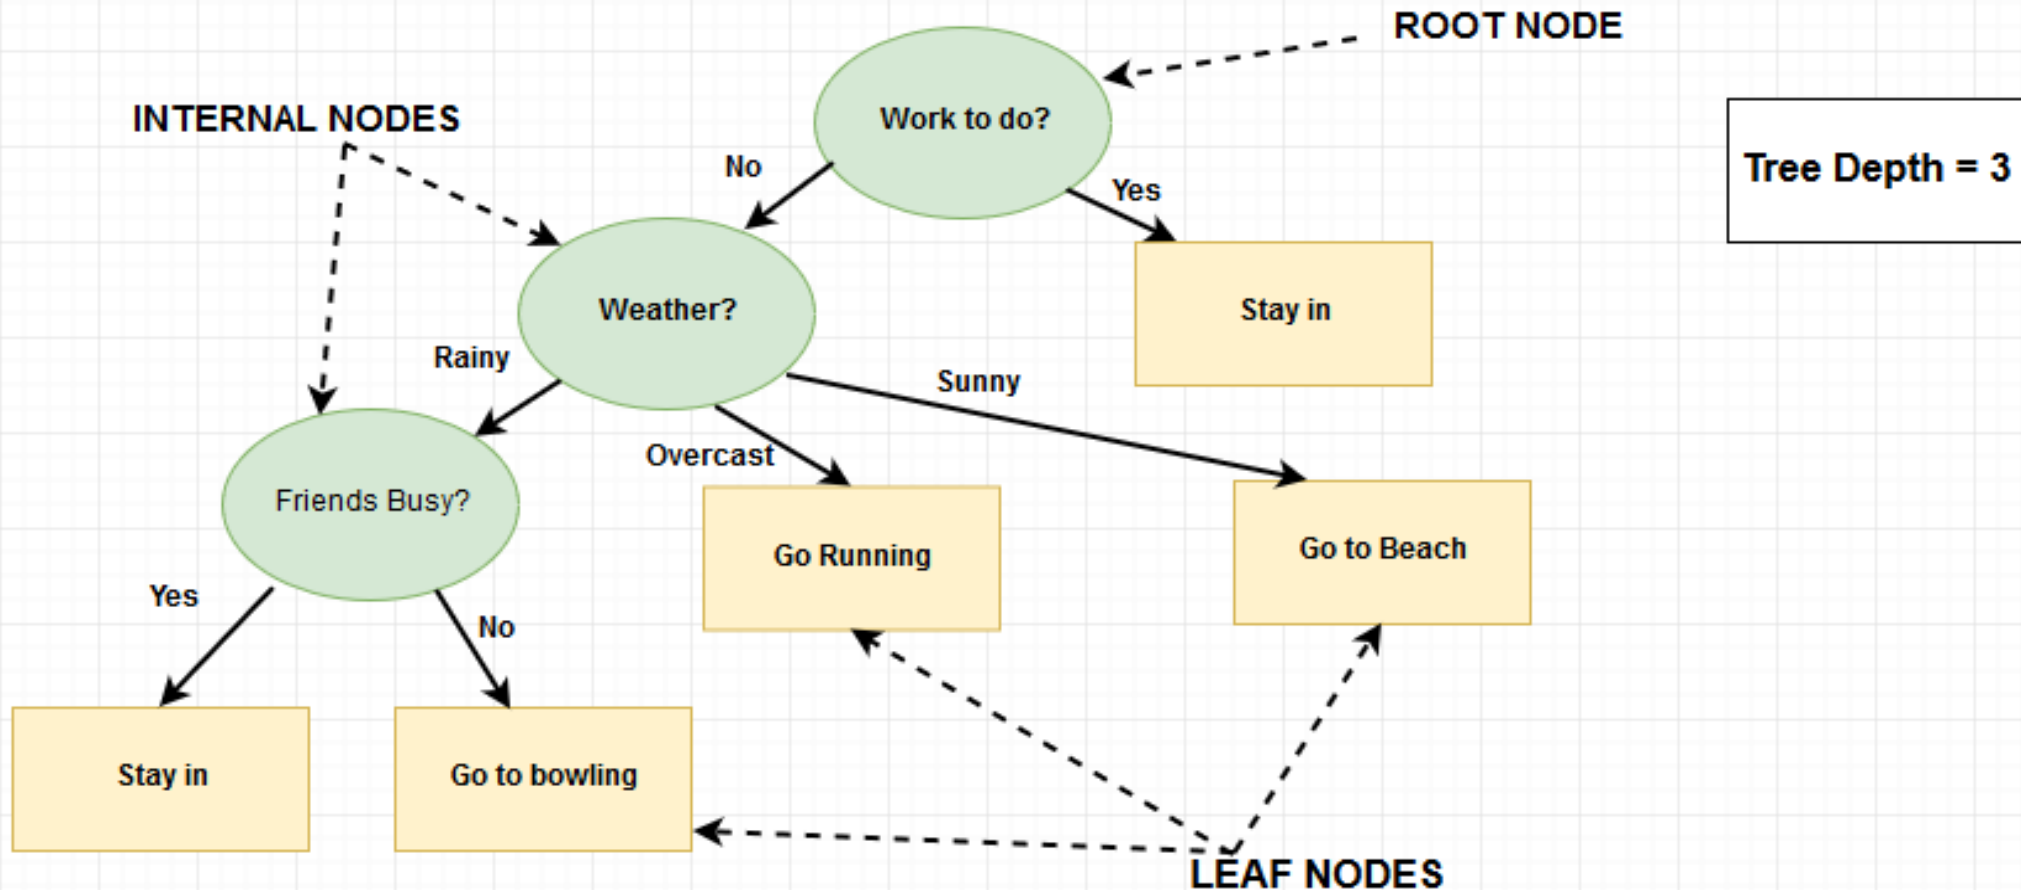 ROOT NODE
INTERNAL NODES
Work to do?
Tree Depth = 3
No
Yes
Weather?
Stay in
Rainy
Sunny
Overcast
Friends Busy?
Go Running
Go to Beach
Yes
No
Stay in
Go to bowling
LEAF NODES